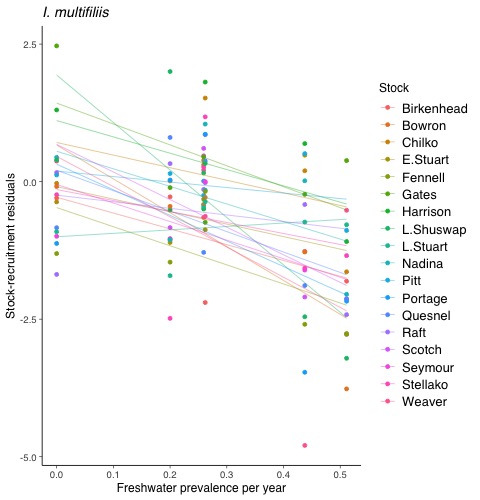 I. multifiliis
2.5
0.0
-2.5
-5.0
Stock-recruitment residuals
0.0 0.1 0.2 0.3 0.4 0.5
Freshwater prevalence per year
Stock
Birkenhead
Bowron
Chilko
E.Stuart
Fennell
Gates
Harrison
L.Shuswap
L.Stuart
Nadina
Pitt
Portage
Quesnel
Raft
Scotch
Seymour
Stellako
Weaver